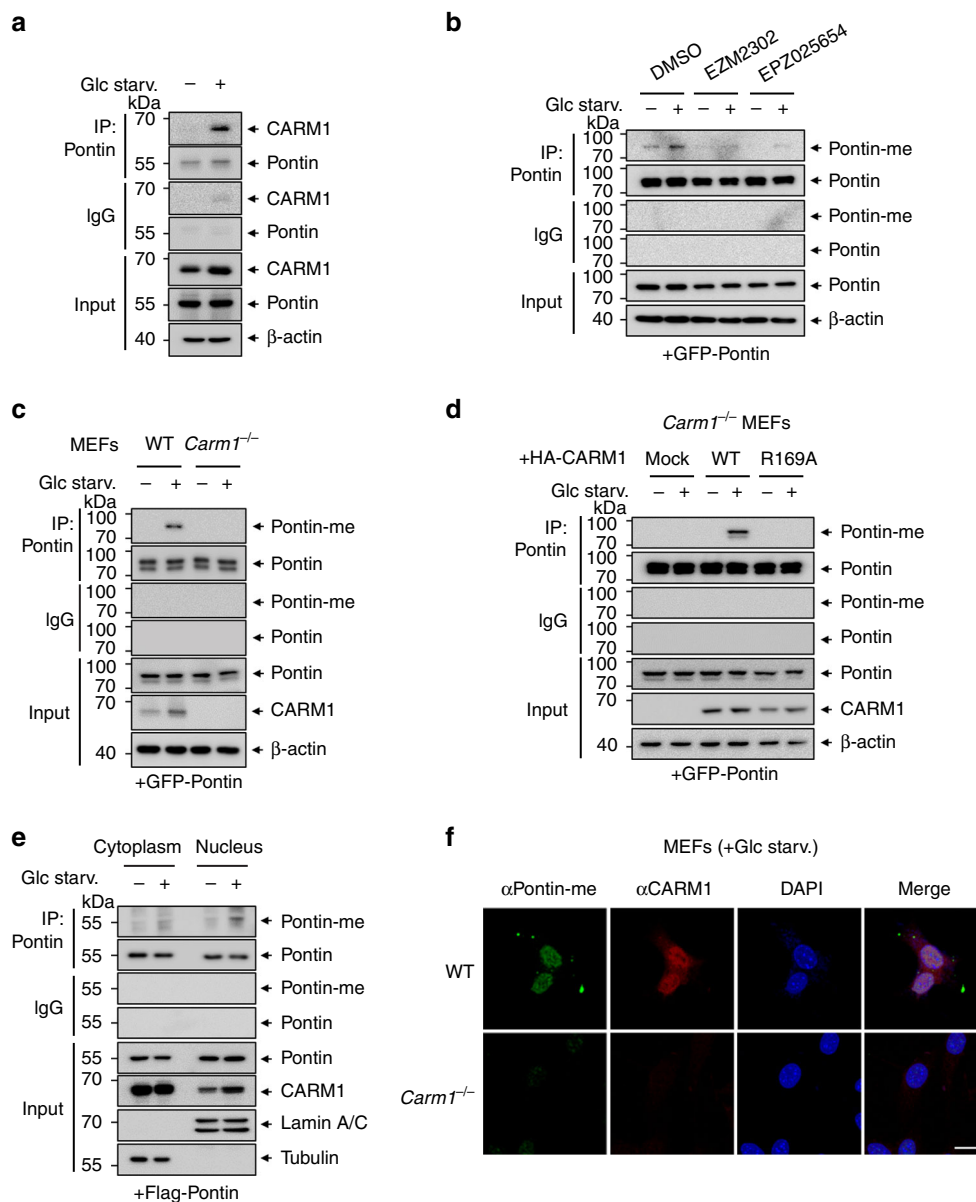 a
Glc starv. – +
kDa
IP: Pontin
70 CARM1
55 Pontin
IgG
70 CARM1
55 Pontin
Input
70 CARM1
55 Pontin
40 β-actin
b
DMSO EZM2302 EPZ025654
Glc starv. – + – + – +
kDa
IP: Pontin
100 70 Pontin-me
100 70 Pontin
IgG
100 70 Pontin-me
100 70 Pontin
Input
100 70 Pontin
40 β-actin
+GFP-Pontin
c
MEFs WT Carm1–/–
Glc starv. – + – +
kDa
IP: Pontin
100 70 Pontin-me
100 70 Pontin
IgG
100 70 Pontin-me
100 70 Pontin
Input
100 70 Pontin
70 CARM1
40 β-actin
+GFP-Pontin
d
Carm1–/– MEFs
+HA-CARM1 Mock WT R169A
Glc starv. – + – + – +
kDa
IP: Pontin
100 70 Pontin-me
100 70 Pontin
IgG
100 70 Pontin-me
100 70 Pontin
Input
100 70 Pontin
70 CARM1
40 β-actin
+GFP-Pontin
e
Cytoplasm Nucleus
Glc starv. – + – +
kDa
IP: Pontin
55 Pontin-me
55 Pontin
IgG
55 Pontin-me
55 Pontin
Input
55 Pontin
70 CARM1
70 Lamin A/C
55 Tubulin
+Flag-Pontin
f
MEFs (+Glc starv.)
αPontin-me αCARM1 DAPI Merge
WT
Carm1–/–